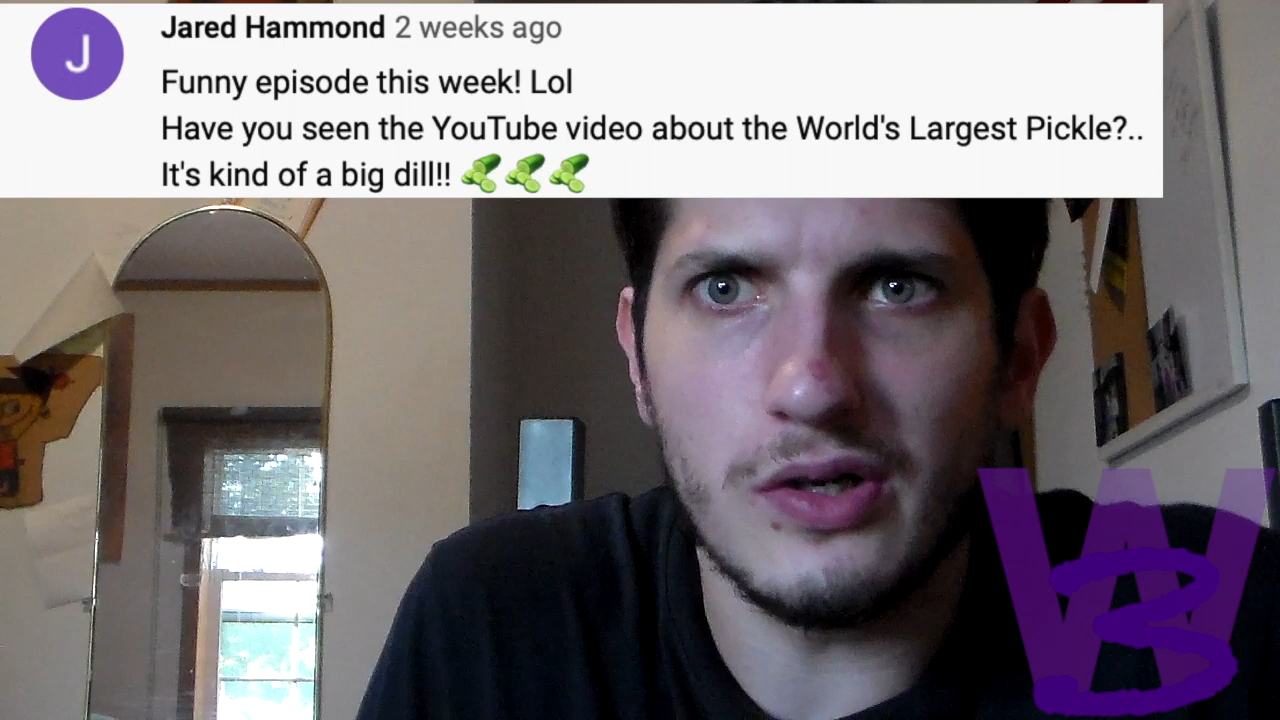 J
Jared Hammond 2 weeks ago
Funny episode this week! Lol
Have you seen the YouTube video about the World's Largest Pickle?..
It's kind of a big dill!! 🥒🥒🥒
W
B